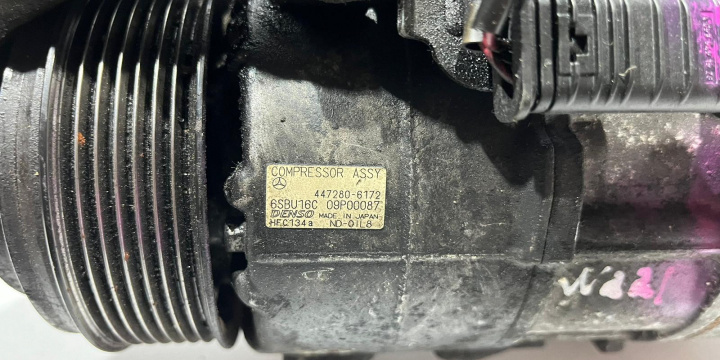 COMPRESSOR ASSY
447280-6172
6SBU16C 09P00087
DENSO MADE IN JAPAN
HFC134a ND-OIL8